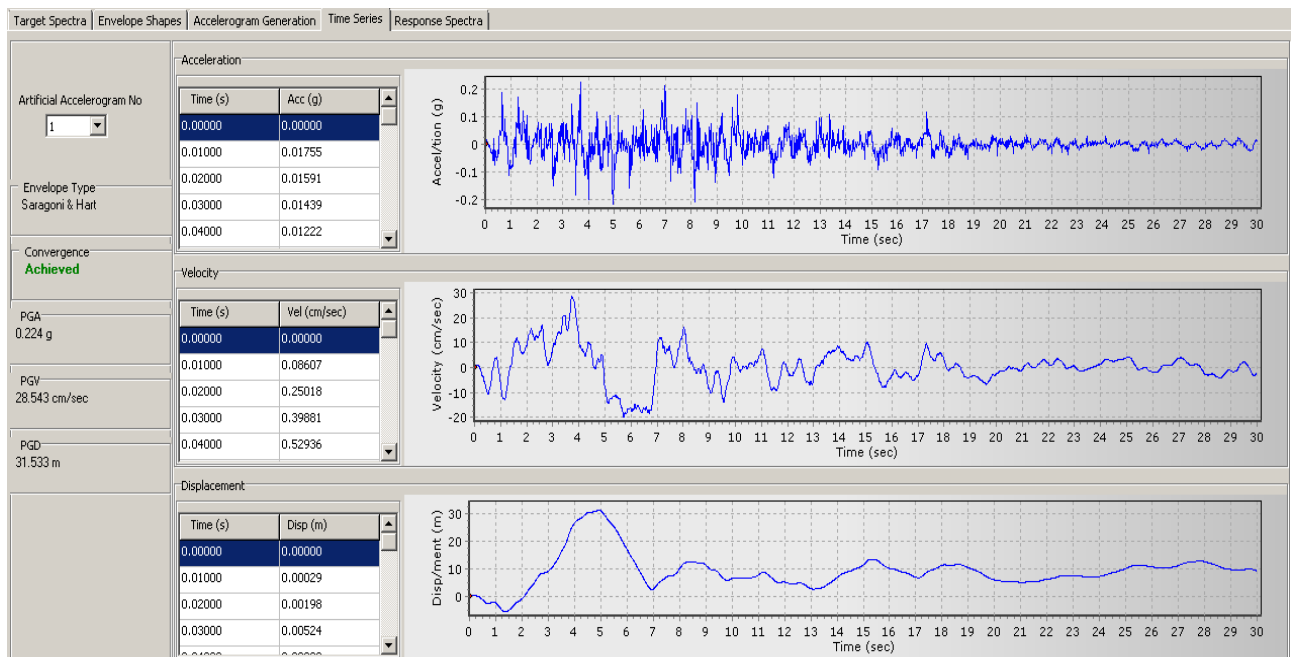 Target Spectra Envelope Shapes Accelerogram Generation Time Series Response Spectra
Artificial Accelerogram No
1
Envelope Type
Saragoni & Hart
Convergence
Achieved
PGA
0.224 g
PGV
28.543 cm/sec
PGD
31.533 m
Acceleration
Time (s) Acc (g)
0.00000 0.00000
0.01000 0.01755
0.02000 0.01591
0.03000 0.01439
0.04000 0.01222
Accel/tion (g)
0.2
0.1
0
-0.1
-0.2
0 1 2 3 4 5 6 7 8 9 10 11 12 13 14 15 16 17 18 19 20 21 22 23 24 25 26 27 28 29 30
Time (sec)
Velocity
Time (s) Vel (cm/sec)
0.00000 0.00000
0.01000 0.08607
0.02000 0.25018
0.03000 0.39881
0.04000 0.52936
Velocity (cm/sec)
30
20
10
0
-10
-20
0 1 2 3 4 5 6 7 8 9 10 11 12 13 14 15 16 17 18 19 20 21 22 23 24 25 26 27 28 29 30
Time (sec)
Displacement
Time (s) Disp (m)
0.00000 0.00000
0.01000 0.00029
0.02000 0.00198
0.03000 0.00524
Disp/ment (m)
30
20
10
0
0 1 2 3 4 5 6 7 8 9 10 11 12 13 14 15 16 17 18 19 20 21 22 23 24 25 26 27 28 29 30
Time (sec)